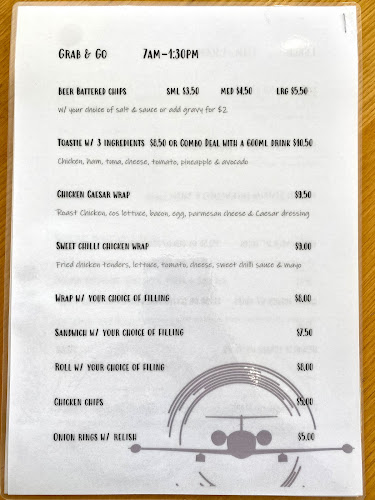 Grab & Go 7am-1:30pm
Beer Battered chips sml $3.50 med $4.50 lrg $5.50
w/ your choice of salt & sauce or add gravy for $2
Toastie w/ 3 ingredients $8.50 or Combo Deal with a 600ml drink $10.50
Chicken, ham, tuna, cheese, tomato, pineapple & avocado
Chicken Caesar wrap $9.50
Roast Chicken, cos lettuce, bacon, egg, parmesan cheese & Caesar dressing
Sweet chilli chicken wrap $9.00
Fried chicken tenders, lettuce, tomato, cheese, sweet chilli sauce & mayo
Wrap w/ your choice of filling $8.00
Sandwich w/ your choice of filling $7.50
Roll w/ your choice of filing $8.00
Chicken chips $5.00
Onion rings w/ relish $5.00